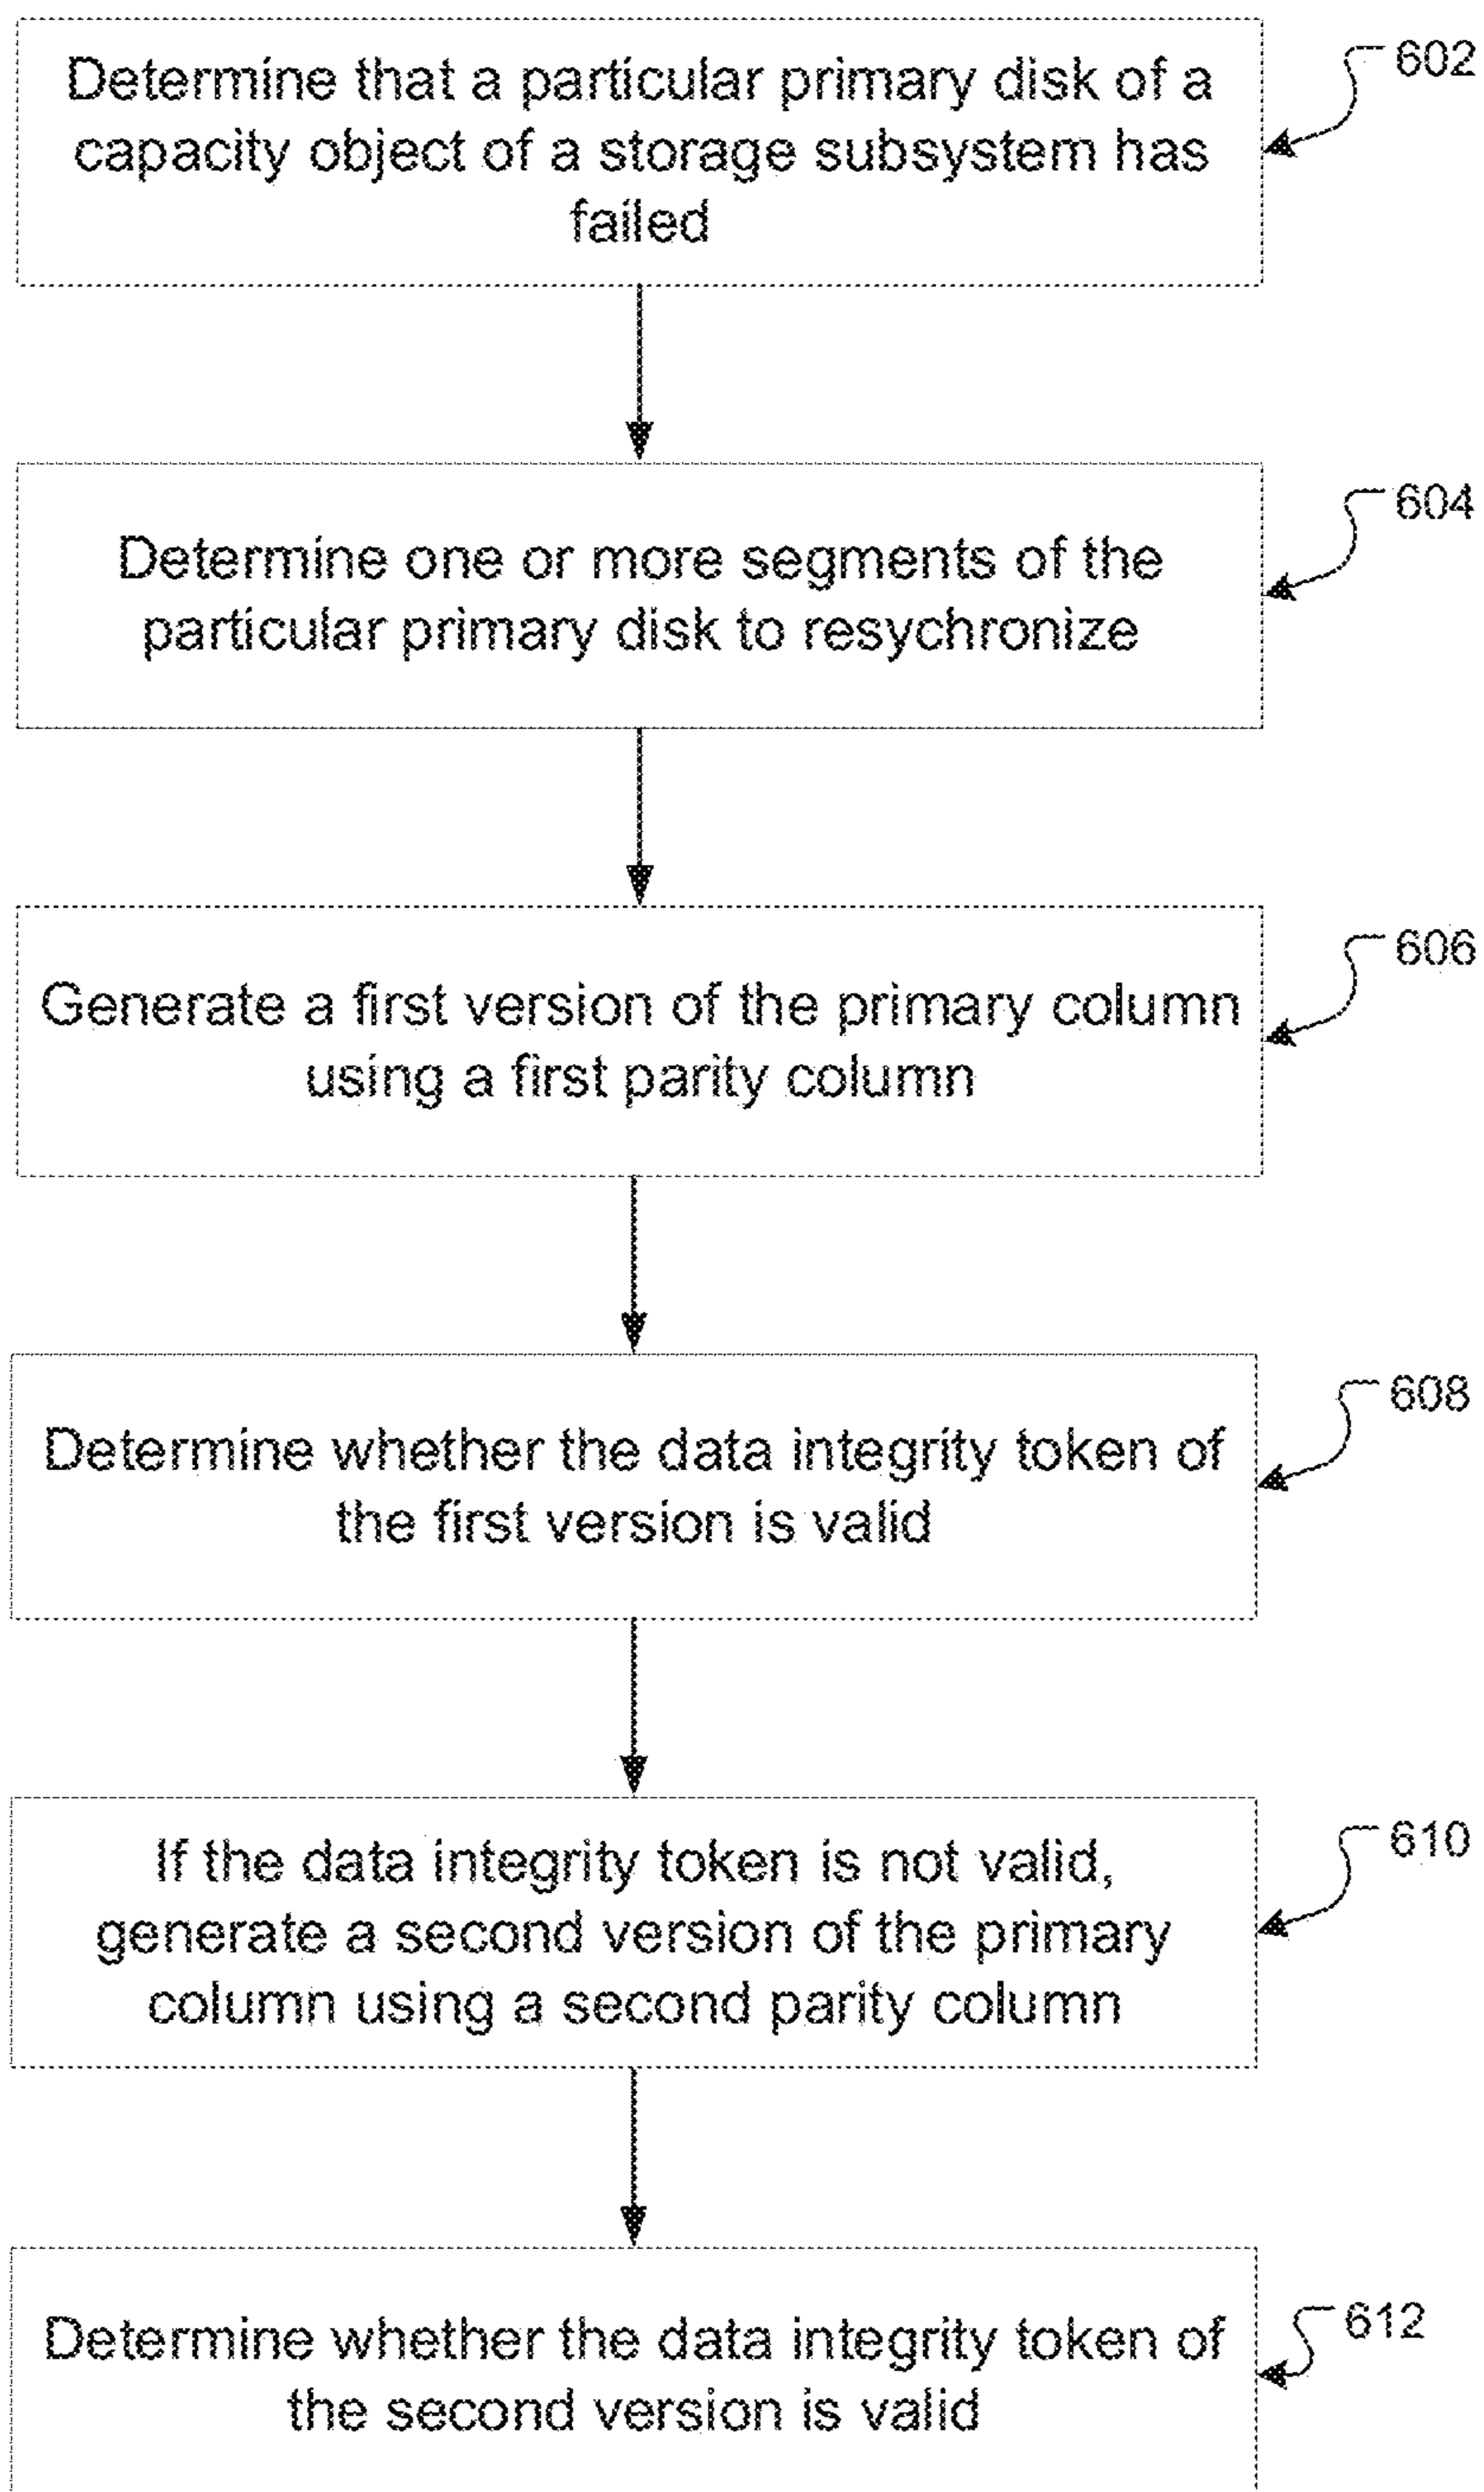 Determine that a particular primary disk of a
capacity object of a storage subsystem has
failed
602
Determine one or more segments of the
particular primary disk to resychronize
604
Generate a first version of the primary column
using a first parity column
606
Determine whether the data integrity token of
the first version is valid
608
If the data integrity token is not valid,
generate a second version of the primary
column using a second parity column
610
Determine whether the data integrity token of
the second version is valid
612